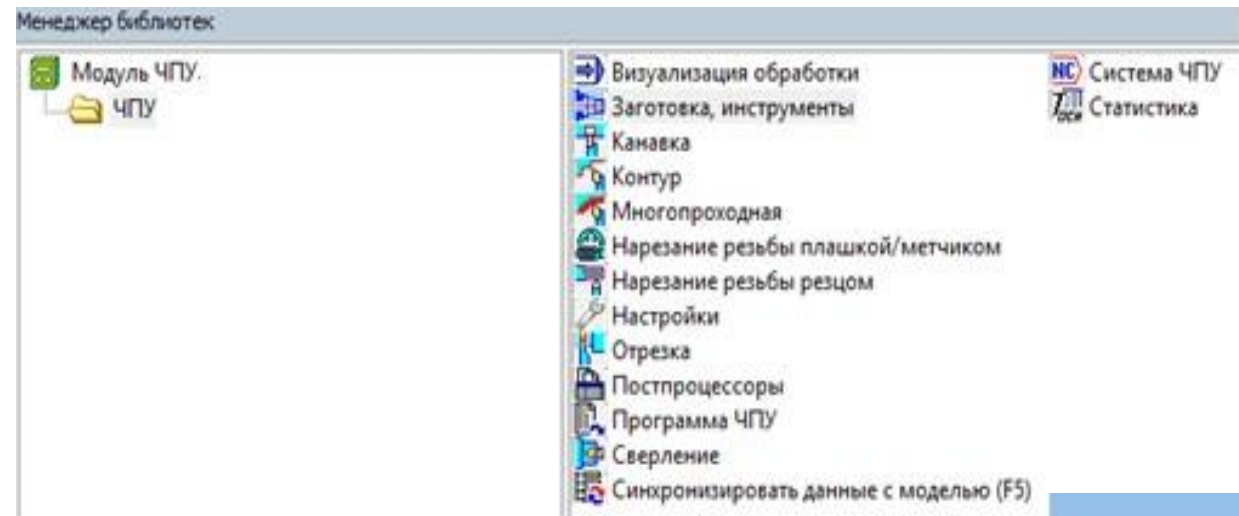 Менеджер библиотек
Модуль ЧПУ.
ЧПУ
Визуализация обработки
Заготовка, инструменты
Канавка
Контур
Многопроходная
Нарезание резьбы плашкой/метчиком
Нарезание резьбы резцом
Настройки
Отрезка
Постпроцессоры
Программа ЧПУ
Сверление
Синхронизировать данные с моделью (F5)
NC Система ЧПУ
Статистика